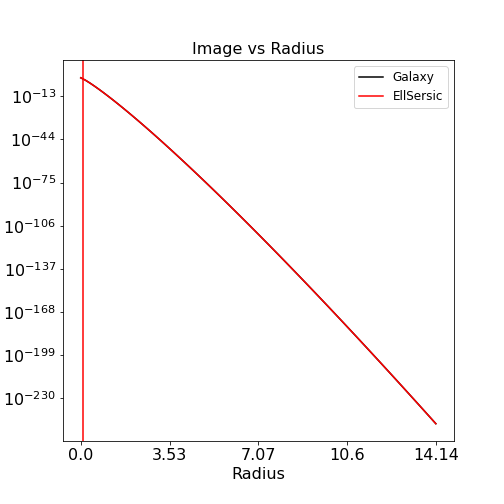 Image vs Radius
Galaxy
EllSersic
10^{-13}
10^{-44}
10^{-75}
10^{-106}
10^{-137}
10^{-168}
10^{-199}
10^{-230}
0.0 3.53 7.07 10.6 14.14
Radius